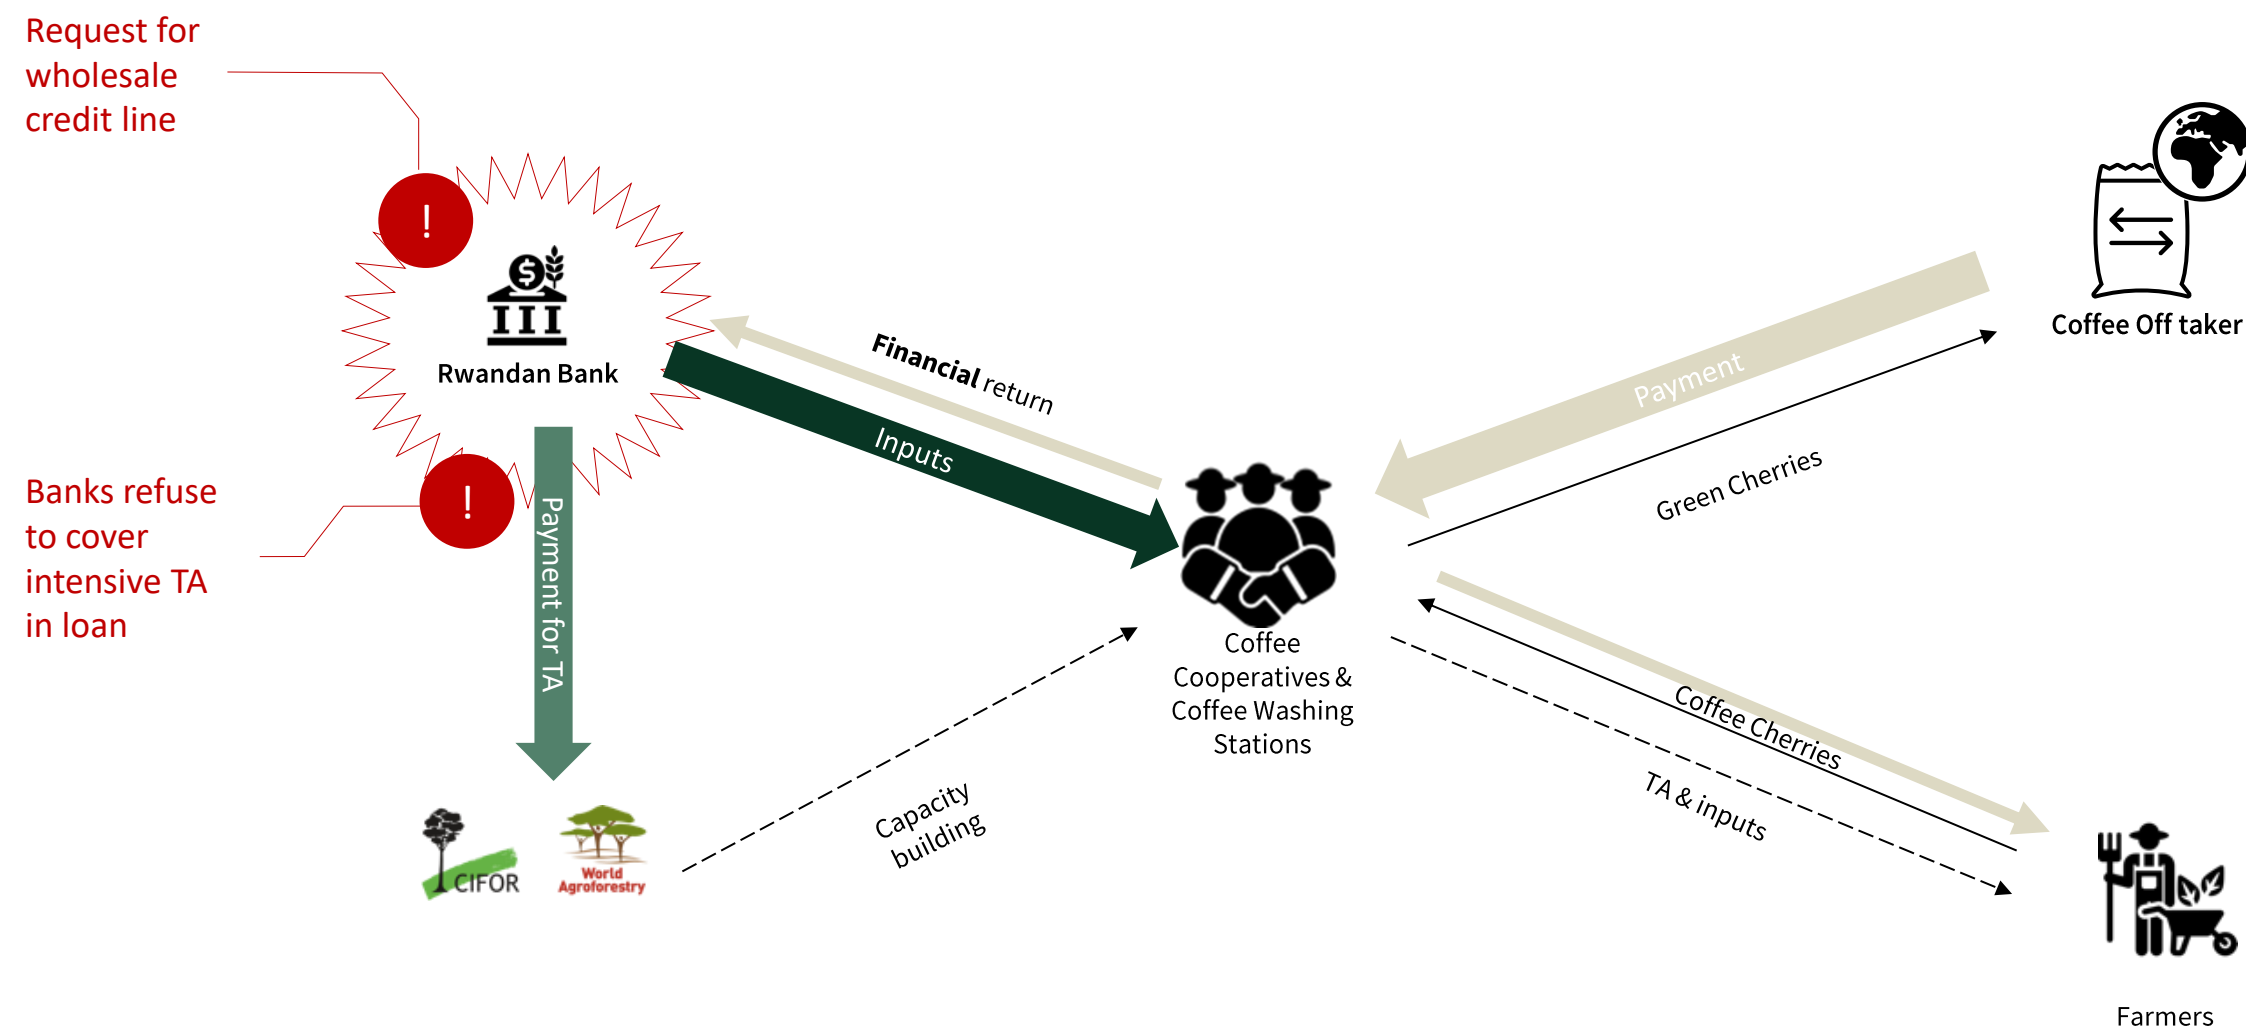 Request for
wholesale
credit line
!
$
Rwandan Bank
Financial return
Inputs
Payment
Coffee Off taker
Green Cherries
Banks refuse
to cover
intensive TA
in loan
!
Payment for TA
Coffee
Cooperatives &
Coffee Washing
Stations
Coffee Cherries
TA & inputs
Capacity
building
CIFOR
World
Agroforestry
Farmers